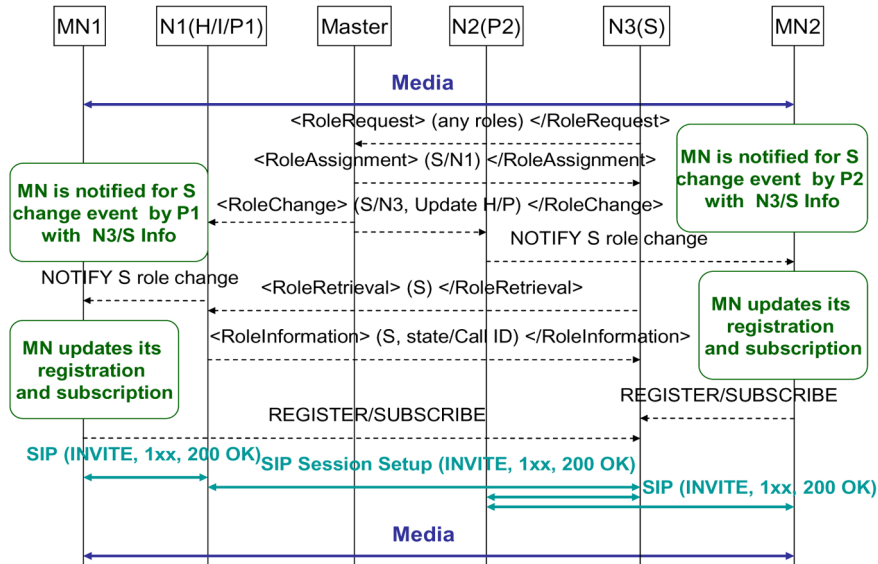 MN1
N1(H/I/P1)
Master
N2(P2)
N3(S)
MN2
Media
<RoleRequest> (any roles) </RoleRequest>
<RoleAssignment> (S/N1) </RoleAssignment>
MN is notified for S
change event by P2
with N3/S Info
MN is notified for S
change event by P1
with N3/S Info
<RoleChange> (S/N3, Update H/P) </RoleChange>
NOTIFY S role change
NOTIFY S role change
<RoleRetrieval> (S) </RoleRetrieval>
MN updates its
registration
and subscription
<RoleInformation> (S, state/Call ID) </RoleInformation>
MN updates its
registration
and subscription
REGISTER/SUBSCRIBE
REGISTER/SUBSCRIBE
SIP (INVITE, 1xx, 200 OK)
SIP Session Setup (INVITE, 1xx, 200 OK)
SIP (INVITE, 1xx, 200 OK)
Media